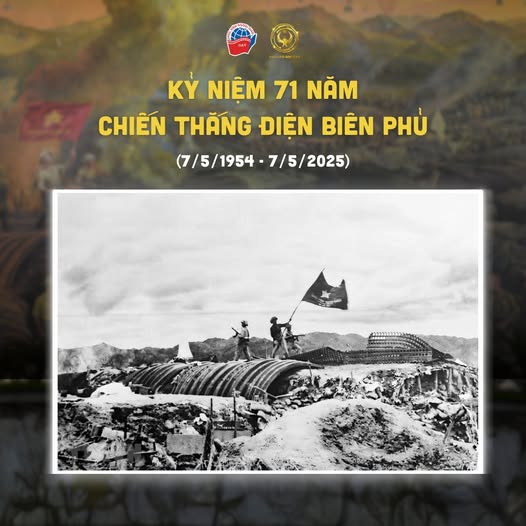 KỶ NIỆM 71 NĂM
CHIẾN THẮNG ĐIỆN BIÊN PHỦ
(7/5/1954 - 7/5/2025)